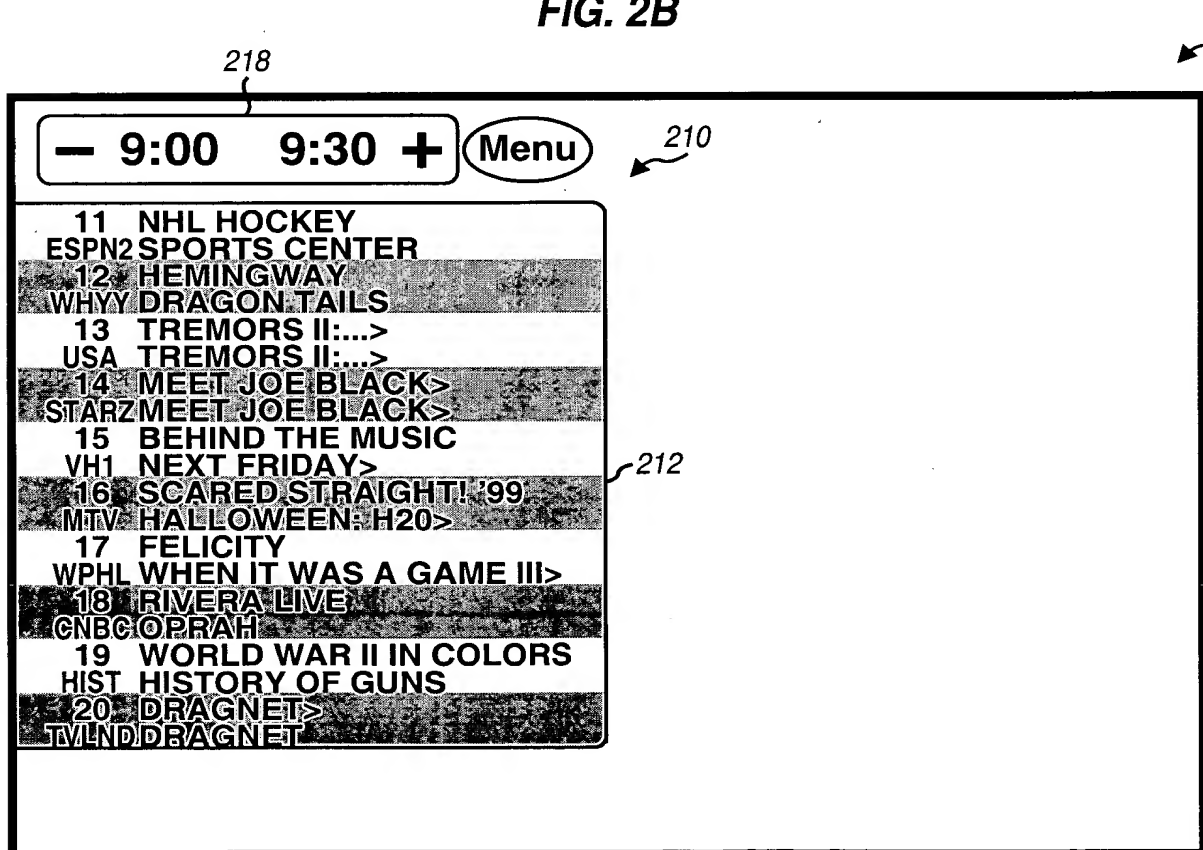 FIG. 2B
218
− 9:00 9:30 + Menu
210
11 NHL HOCKEY
ESPN2 SPORTS CENTER
12 HEMINGWAY
WHYY DRAGON TAILS
13 TREMORS II:...>
USA TREMORS II:...>
14 MEET JOE BLACK>
STARZ MEET JOE BLACK>
15 BEHIND THE MUSIC
VH1 NEXT FRIDAY>
212
16 SCARED STRAIGHT! '99
MTV HALLOWEEN: H20>
17 FELICITY
WPHL WHEN IT WAS A GAME III>
18 RIVERA LIVE
CNBC OPRAH
19 WORLD WAR II IN COLORS
HIST HISTORY OF GUNS
20 DRAGNET>
TVLND DRAGNET